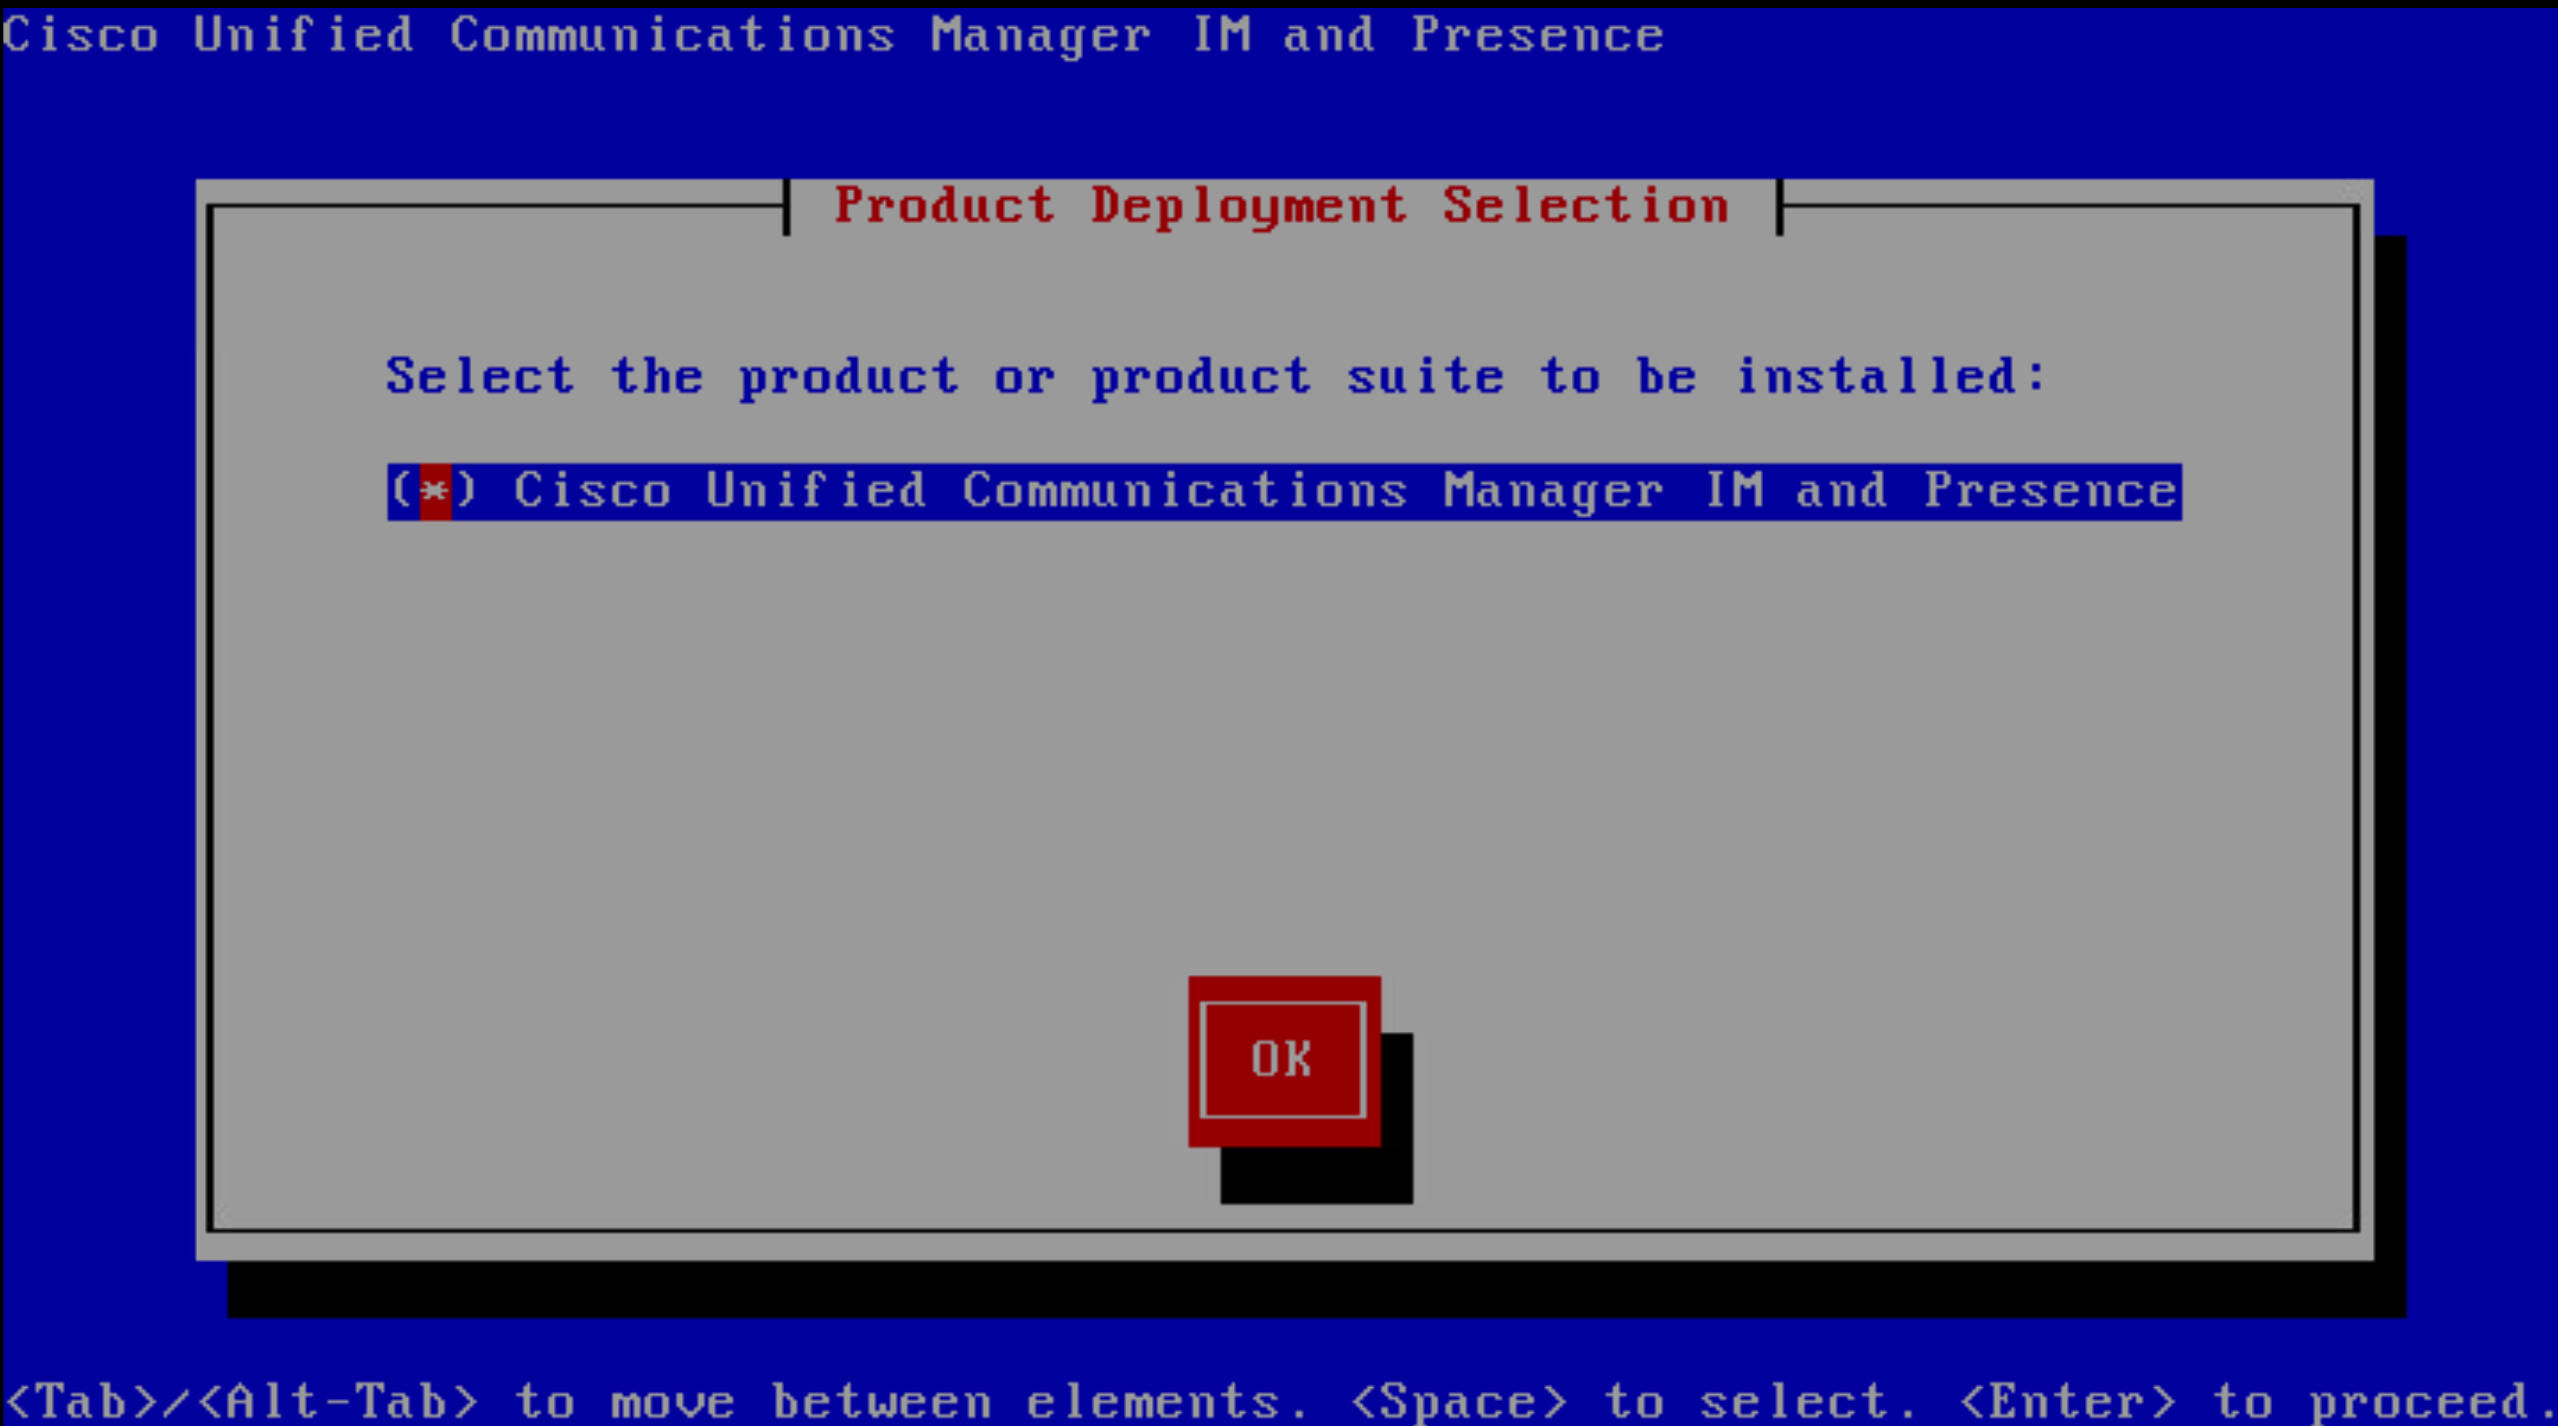 Cisco Unified Communications Manager IM and Presence
Product Deployment Selection
Select the product or product suite to be installed:
(*) Cisco Unified Communications Manager IM and Presence
OK
<Tab>/<Alt-Tab> to move between elements. <Space> to select. <Enter> to proceed.